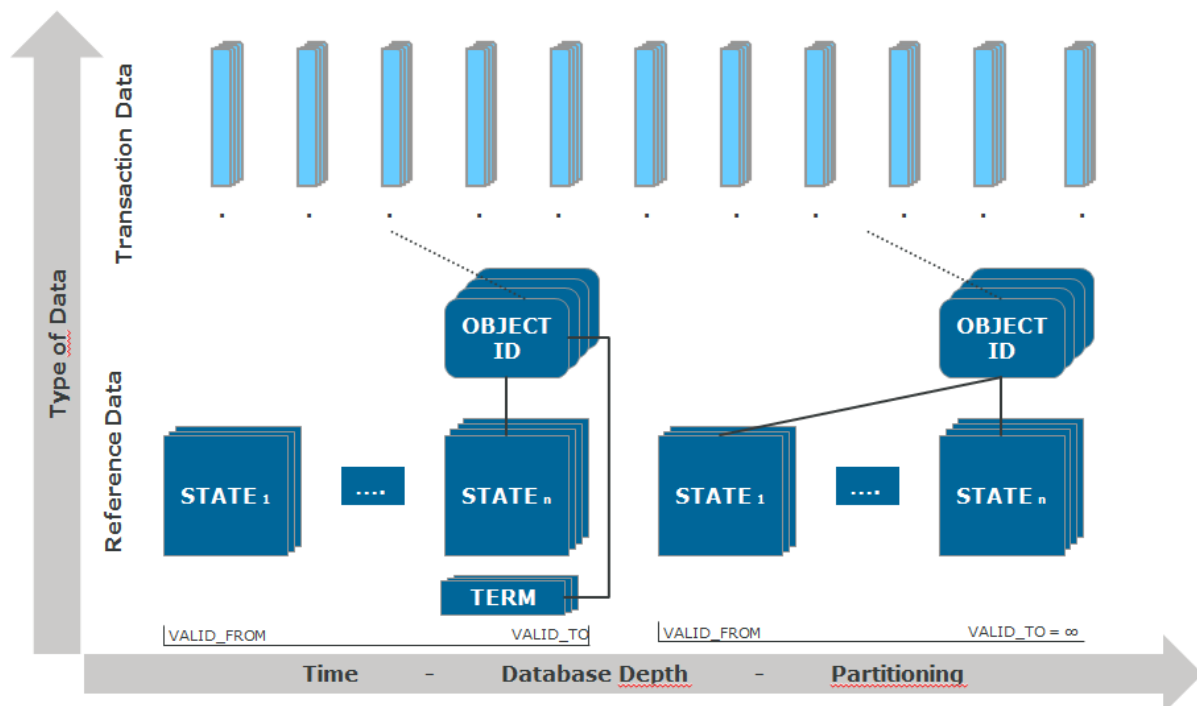 Type of Data
Transaction Data
Reference Data
. . . . . . . . . . .
OBJECT
ID
OBJECT
ID
STATE 1
....
STATE n
STATE 1
....
STATE n
TERM
VALID_FROM
VALID_TO
VALID_FROM
VALID_TO = ∞
Time - Database Depth - Partitioning